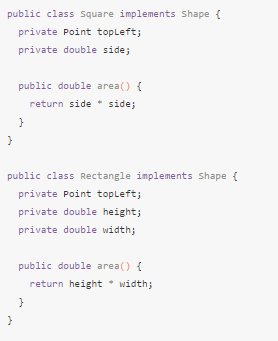 public class Square implements Shape {
  private Point topLeft;
  private double side;

  public double area() {
    return side * side;
  }
}

public class Rectangle implements Shape {
  private Point topLeft;
  private double height;
  private double width;

  public double area() {
    return height * width;
  }
}